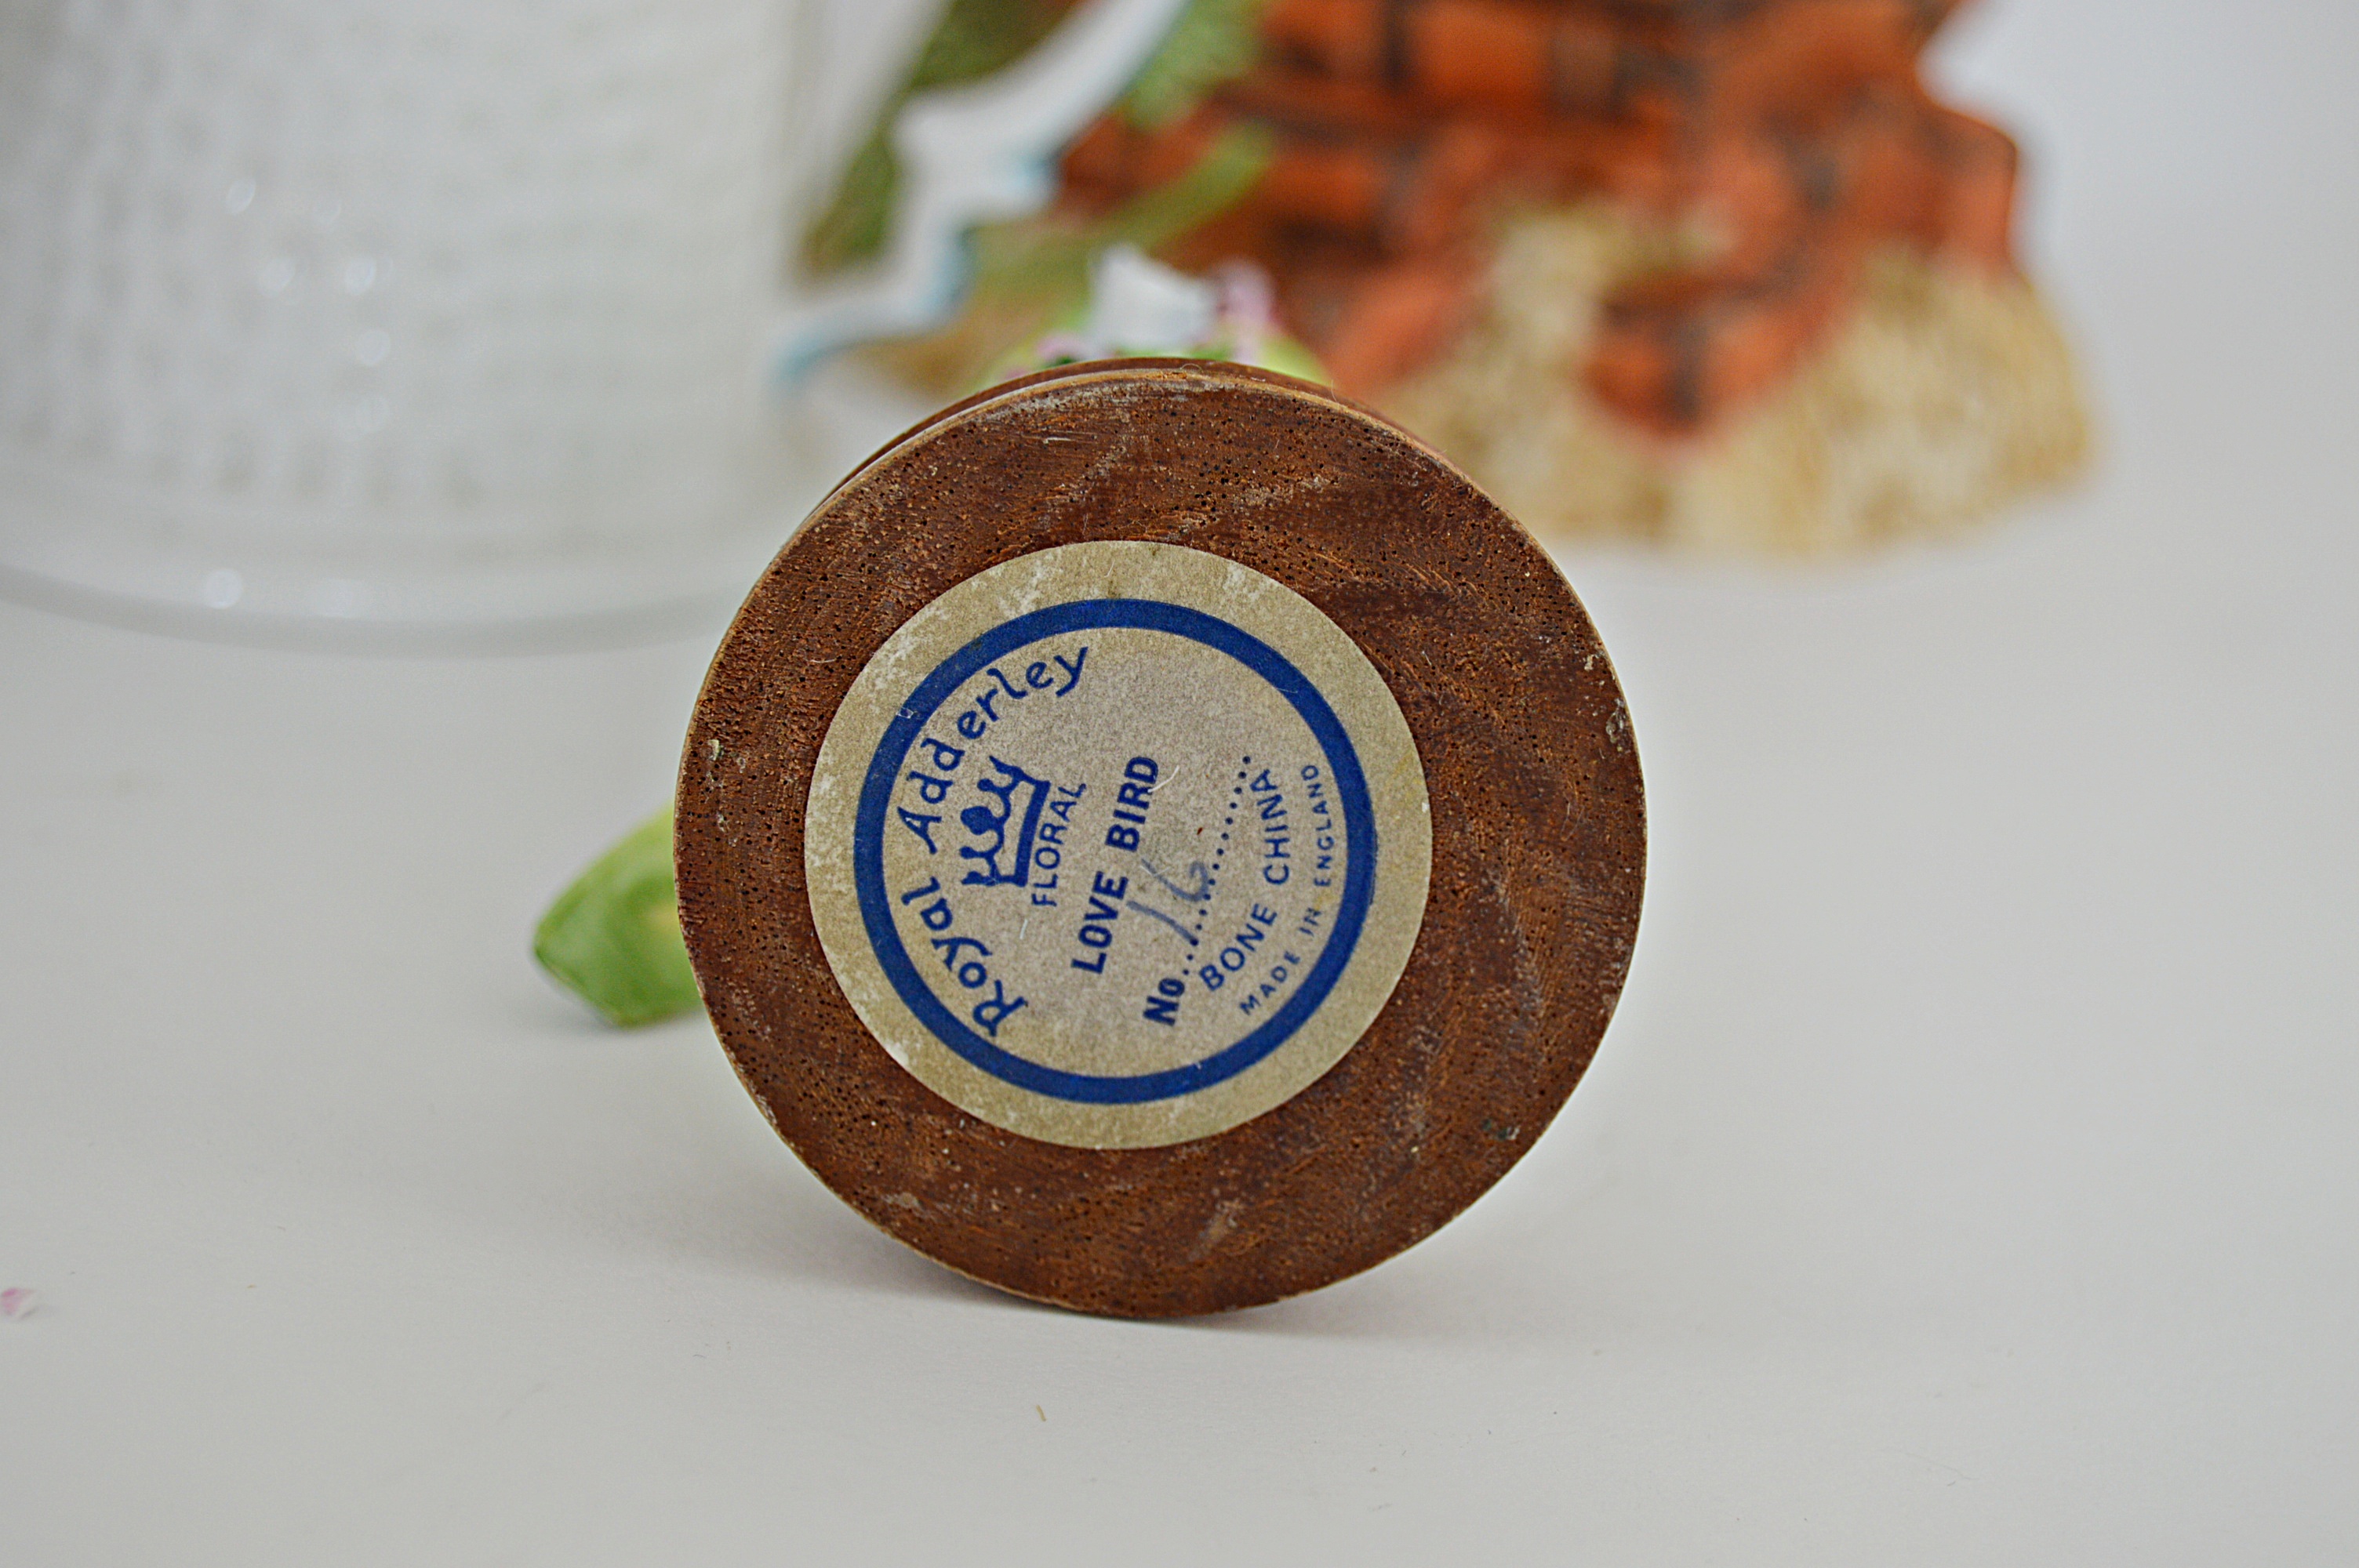 Royal Adderley
FLORAL
LOVE BIRD
No. 16
BONE CHINA
MADE IN ENGLAND